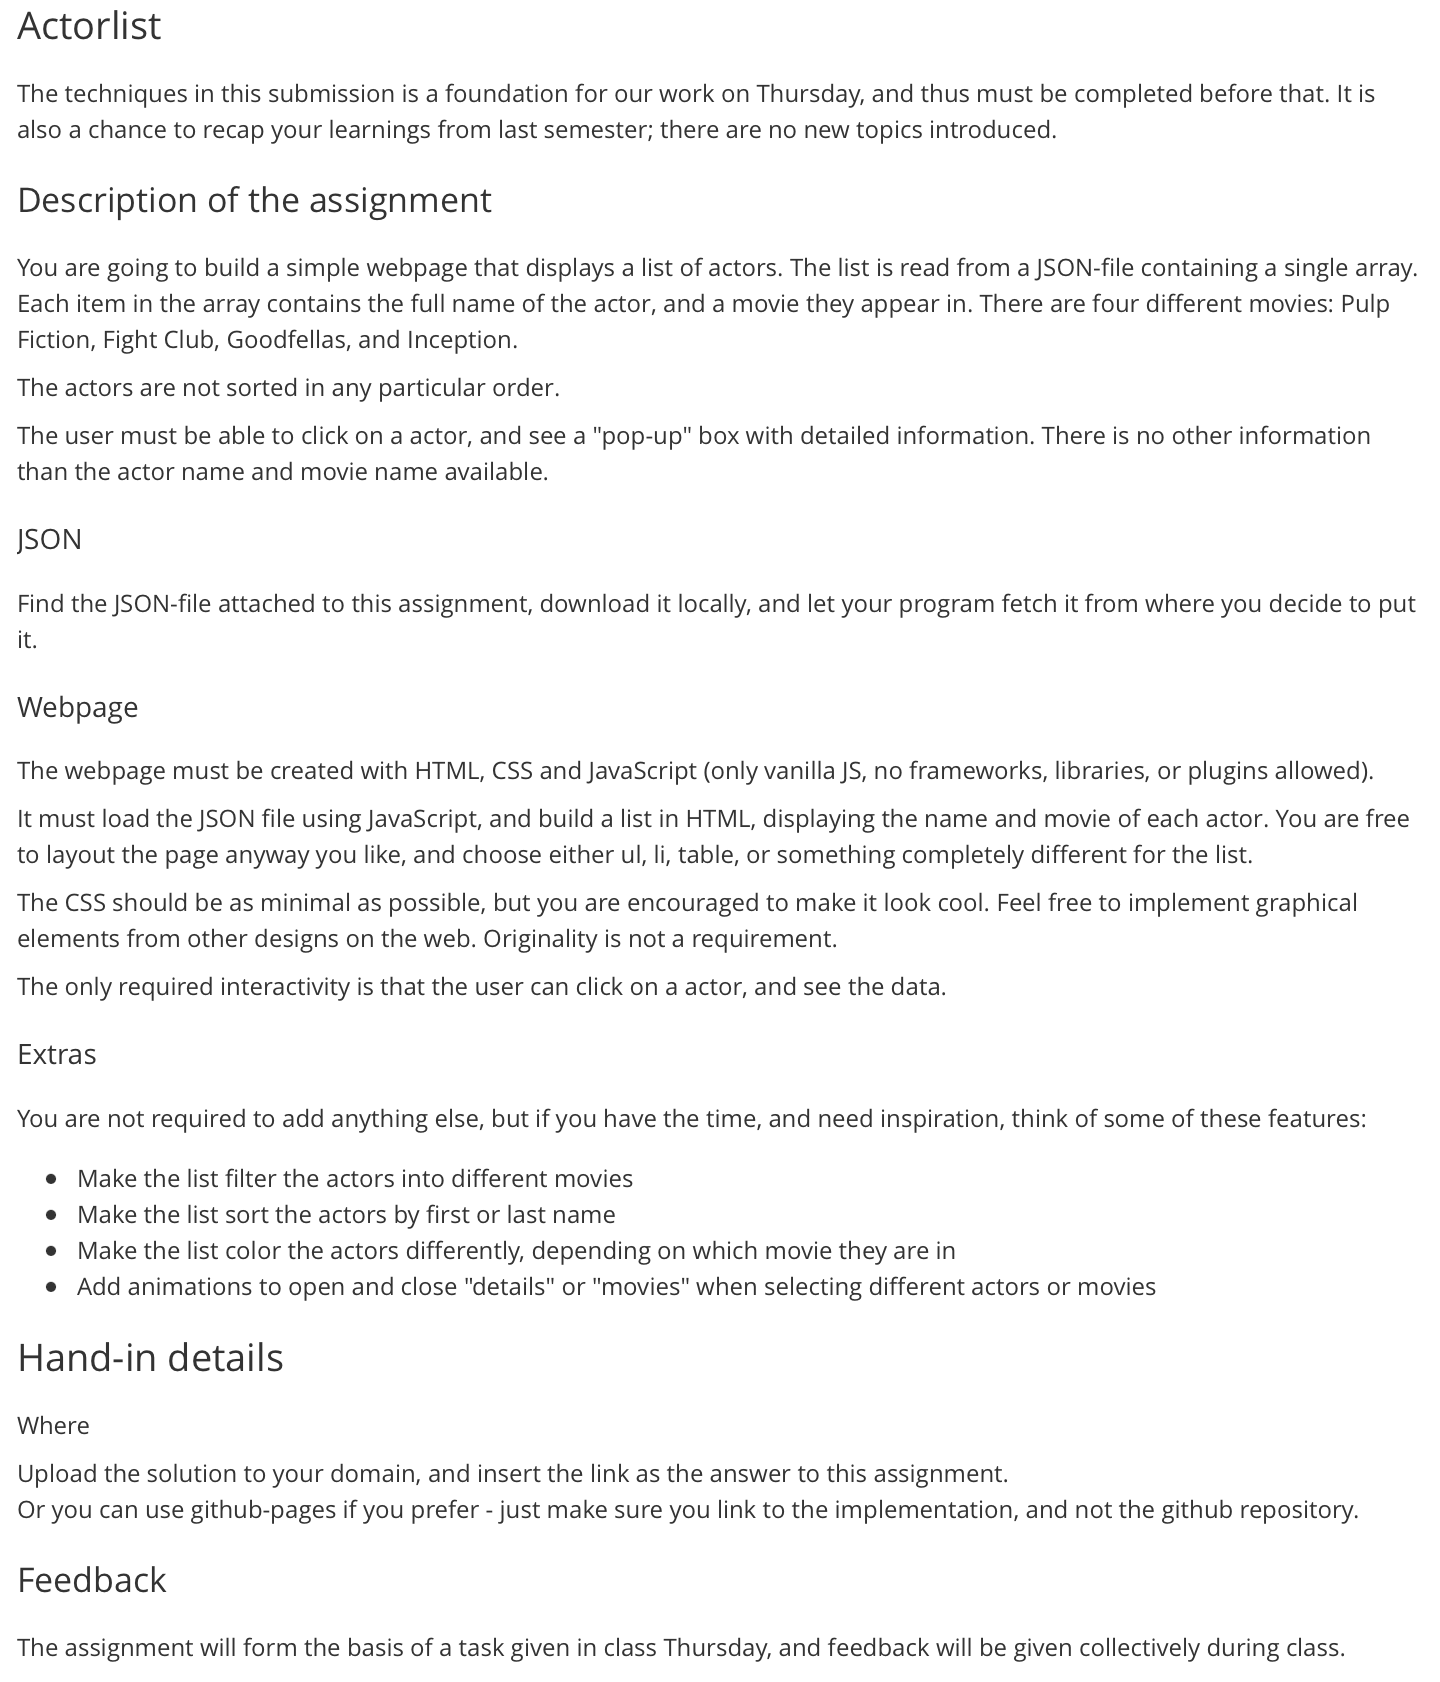 Actorlist
The techniques in this submission is a foundation for our work on Thursday, and thus must be completed before that. It is
also a chance to recap your learnings from last semester; there are no new topics introduced.
Description of the assignment
You are going to build a simple webpage that displays a list of actors. The list is read from a JSON-file containing a single array.
Each item in the array contains the full name of the actor, and a movie they appear in. There are four different movies: Pulp
Fiction, Fight Club, Goodfellas, and Inception.
The actors are not sorted in any particular order.
The user must be able to click on a actor, and see a "pop-up" box with detailed information. There is no other information
than the actor name and movie name available.
JSON
Find the JSON-file attached to this assignment, download it locally, and let your program fetch it from where you decide to put
it.
Webpage
The webpage must be created with HTML, CSS and JavaScript (only vanilla JS, no frameworks, libraries, or plugins allowed).
It must load the JSON file using JavaScript, and build a list in HTML, displaying the name and movie of each actor. You are free
to layout the page anyway you like, and choose either ul, li, table, or something completely different for the list.
The CSS should be as minimal as possible, but you are encouraged to make it look cool. Feel free to implement graphical
elements from other designs on the web. Originality is not a requirement.
The only required interactivity is that the user can click on a actor, and see the data.
Extras
You are not required to add anything else, but if you have the time, and need inspiration, think of some of these features:
• Make the list filter the actors into different movies
• Make the list sort the actors by first or last name
• Make the list color the actors differently, depending on which movie they are in
• Add animations to open and close "details" or "movies" when selecting different actors or movies
Hand-in details
Where
Upload the solution to your domain, and insert the link as the answer to this assignment.
Or you can use github-pages if you prefer - just make sure you link to the implementation, and not the github repository.
Feedback
The assignment will form the basis of a task given in class Thursday, and feedback will be given collectively during class.